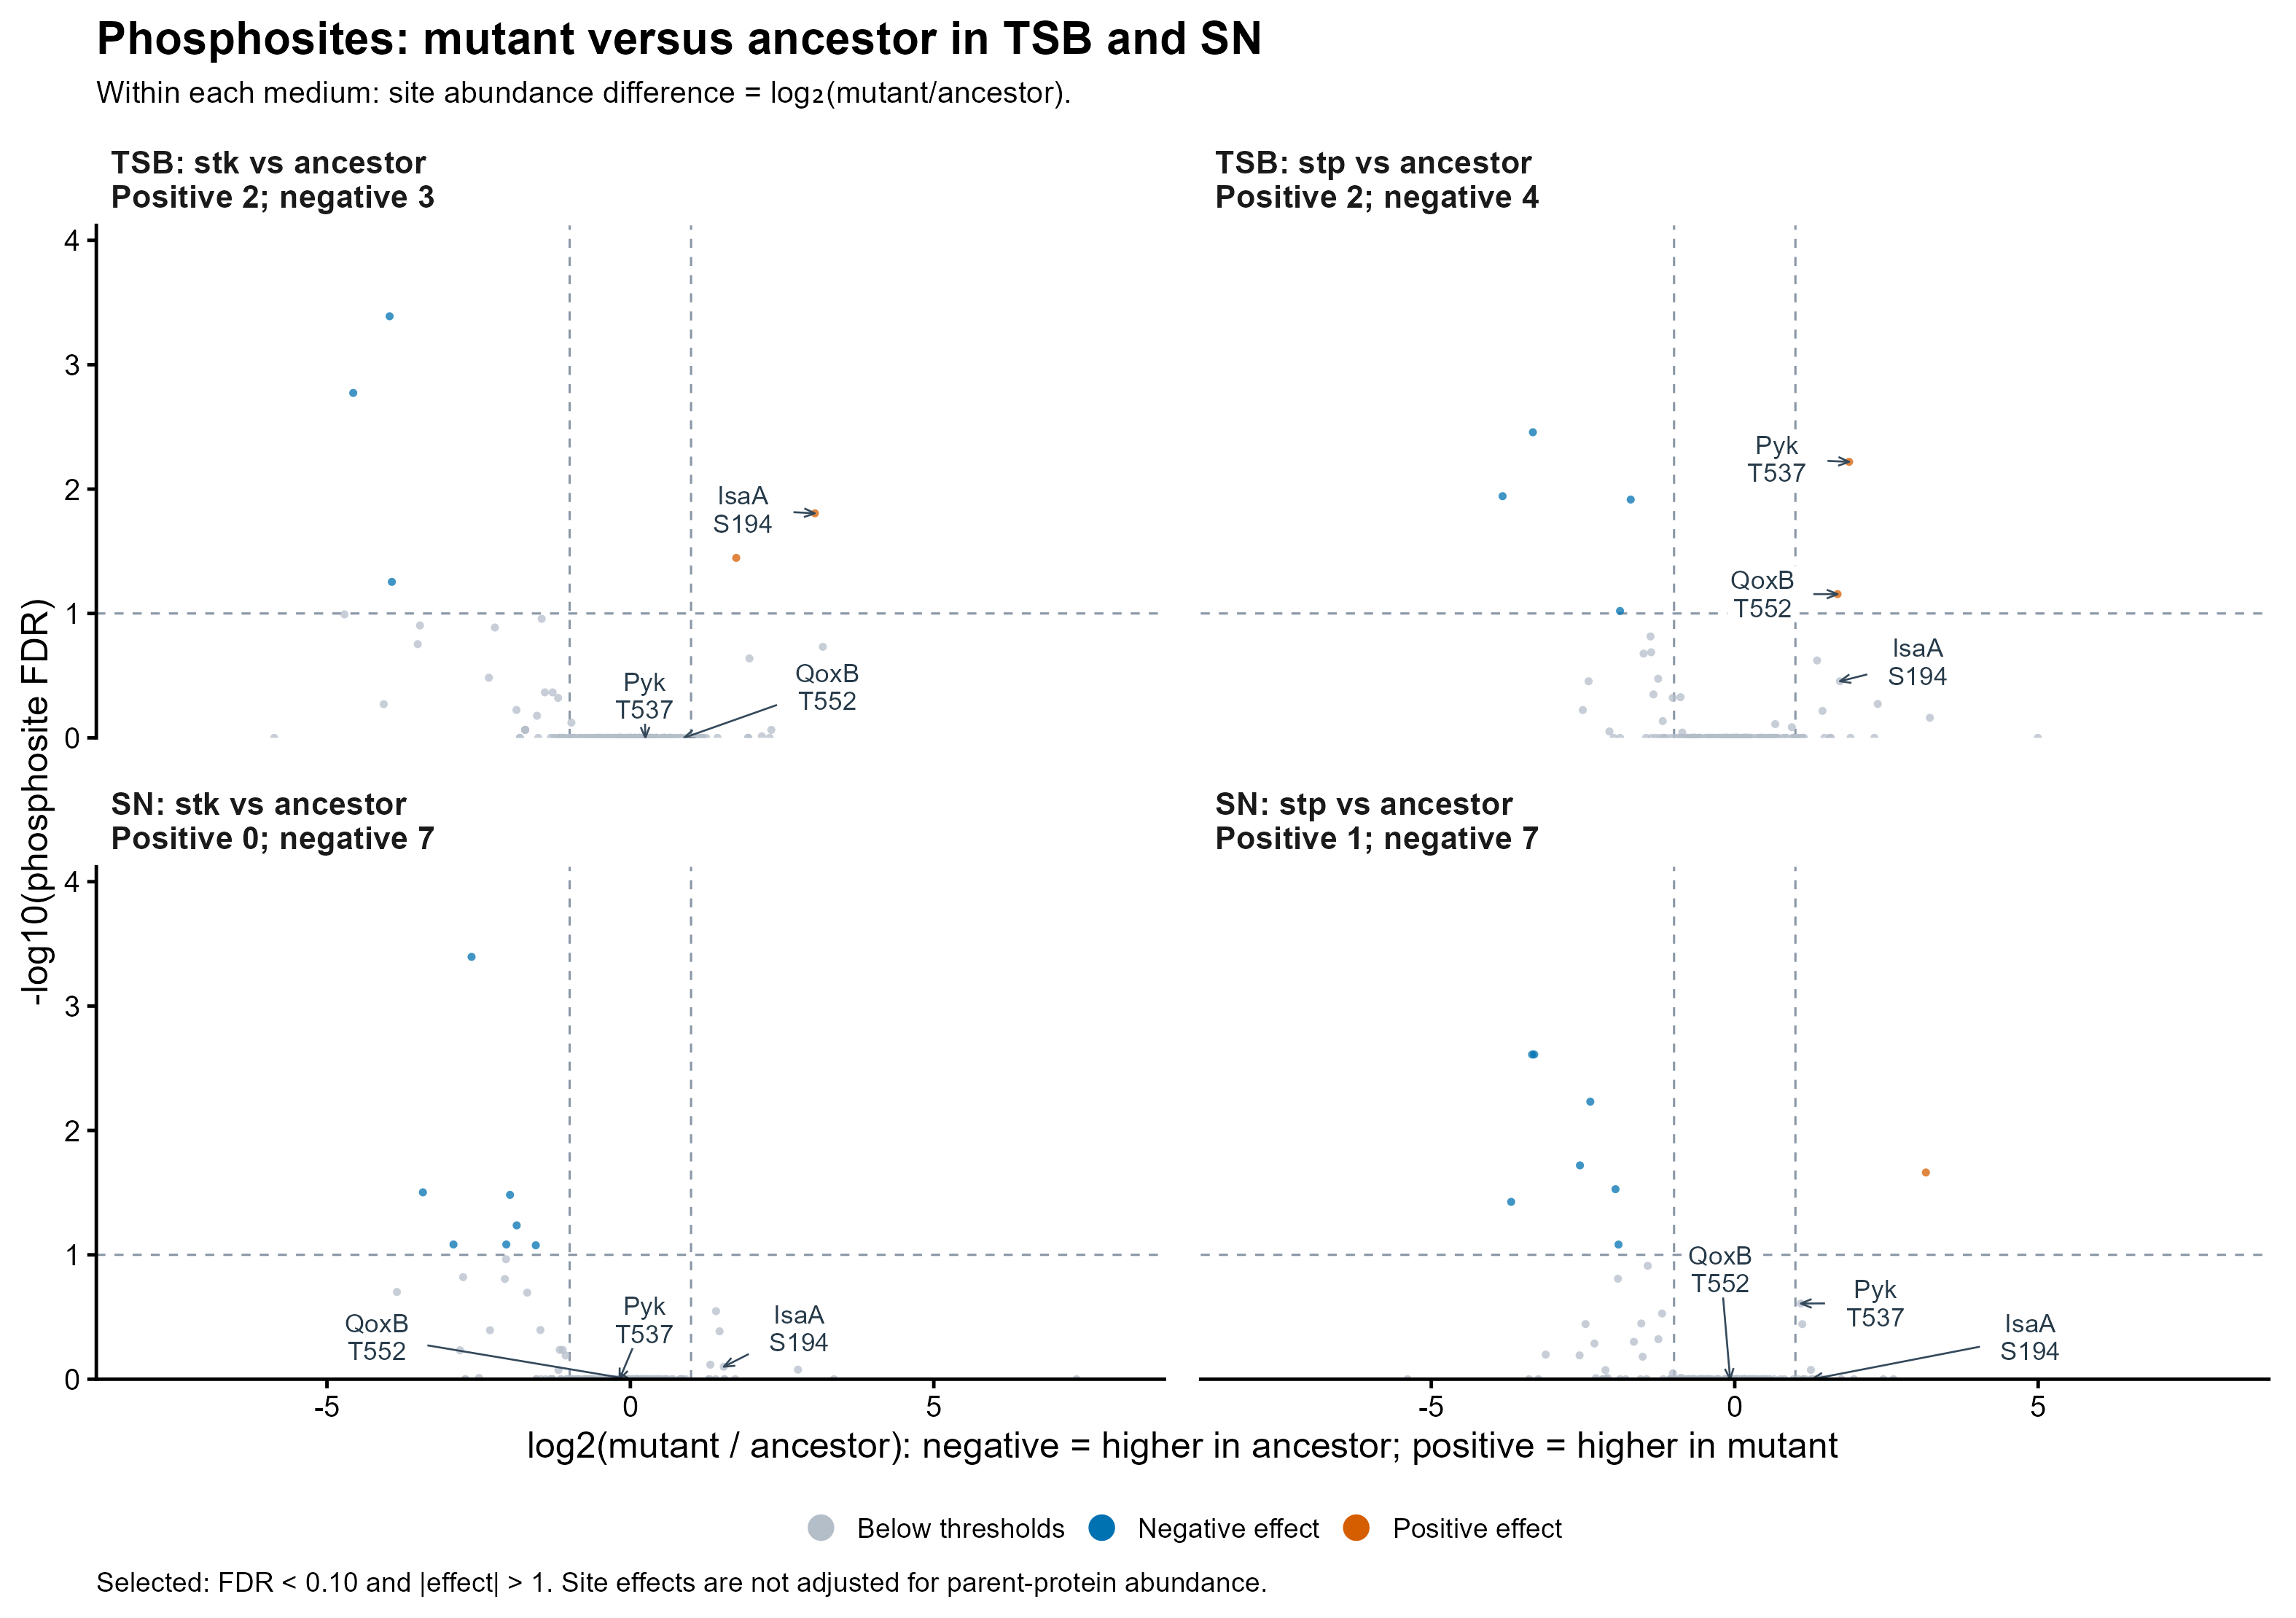 Phosphosites: mutant versus ancestor in TSB and SN
Within each medium: site abundance difference = log₂(mutant/ancestor).
TSB: stk vs ancestor
Positive 2; negative 3
TSB: stp vs ancestor
Positive 2; negative 4
-log10(phosphosite FDR)
4
3
2
1
0
IsaA
S194
Pyk
T537
QoxB
T552
Pyk
T537
QoxB
T552
IsaA
S194
SN: stk vs ancestor
Positive 0; negative 7
SN: stp vs ancestor
Positive 1; negative 7
4
3
2
1
0
QoxB
T552
Pyk
T537
IsaA
S194
QoxB
T552
Pyk
T537
IsaA
S194
-5
0
5
-5
0
5
log2(mutant / ancestor): negative = higher in ancestor; positive = higher in mutant
Below thresholds
Negative effect
Positive effect
Selected: FDR < 0.10 and |effect| > 1. Site effects are not adjusted for parent-protein abundance.